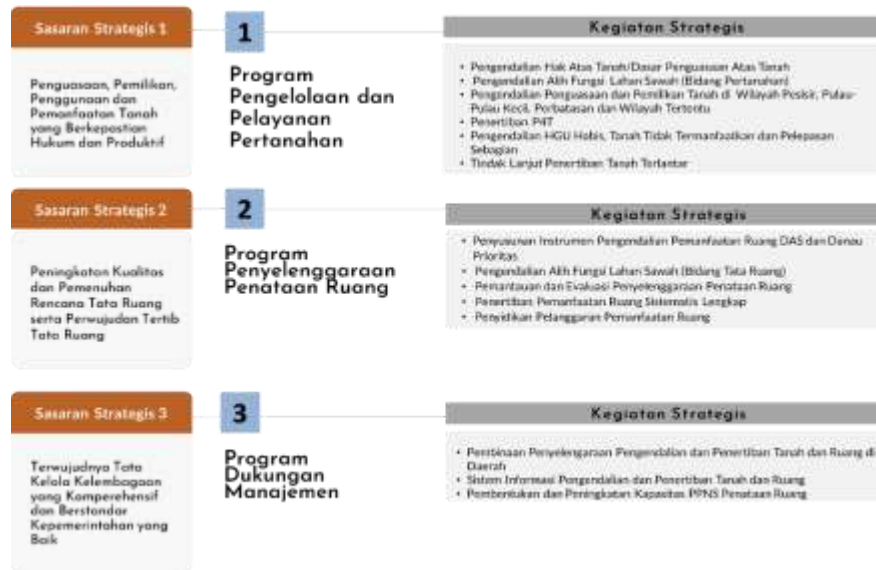 Sasaran Strategis 1
Penguasaan, Pemilikan,
Penggunaan dan
Pemanfaatan Tanah
yang Berkepastian
Hukum dan Produktif
1
Program
Pengelolaan dan
Pelayanan
Pertanahan
Kegiatan Strategis
• Pengendalian Hak Atas Tanah/Dasar Penguasaan Atas Tanah
• Pengendalian Alih Fungsi Lahan Sawah (Bidang Pertanahan)
• Pengendalian Penguasaan dan Pemilikan Tanah di Wilayah Pesisir, Pulau-
Pulau Kecil, Perbatasan dan Wilayah Tertentu
• Penertiban P4T
• Pengendalian HGU Habis, Tanah Tidak Termanfaatkan dan Pelepasan
Sebagian
• Tindak Lanjut Penertiban Tanah Terlantar
Sasaran Strategis 2
Peningkatan Kualitas
dan Pemenuhan
Rencana Tata Ruang
serta Perwujudan Tertib
Tata Ruang
2
Program
Penyelenggaraan
Penataan Ruang
Kegiatan Strategis
• Penyusunan Instrumen Pengendalian Pemanfaatan Ruang DAS dan Danau
Prioritas
• Pengendalian Alih Fungsi Lahan Sawah (Bidang Tata Ruang)
• Pemantauan dan Evaluasi Penyelenggaraan Penataan Ruang
• Penertiban Pemanfaatan Ruang Sistematis Lengkap
• Penyidikan Pelanggaran Pemanfaatan Ruang
Sasaran Strategis 3
Terwujudnya Tata
Kelola Kelembagaan
yang Komperehensif
dan Berstandar
Kepemerintahan yang
Baik
3
Program
Dukungan
Manajemen
Kegiatan Strategis
• Pembinaan Penyelengaraan Pengendalian dan Penertiban Tanah dan Ruang di
Daerah
• Sistem Informasi Pengendalian dan Penertiban Tanah dan Ruang
• Pembentukan dan Peningkatan Kapasitas PPNS Penataan Ruang